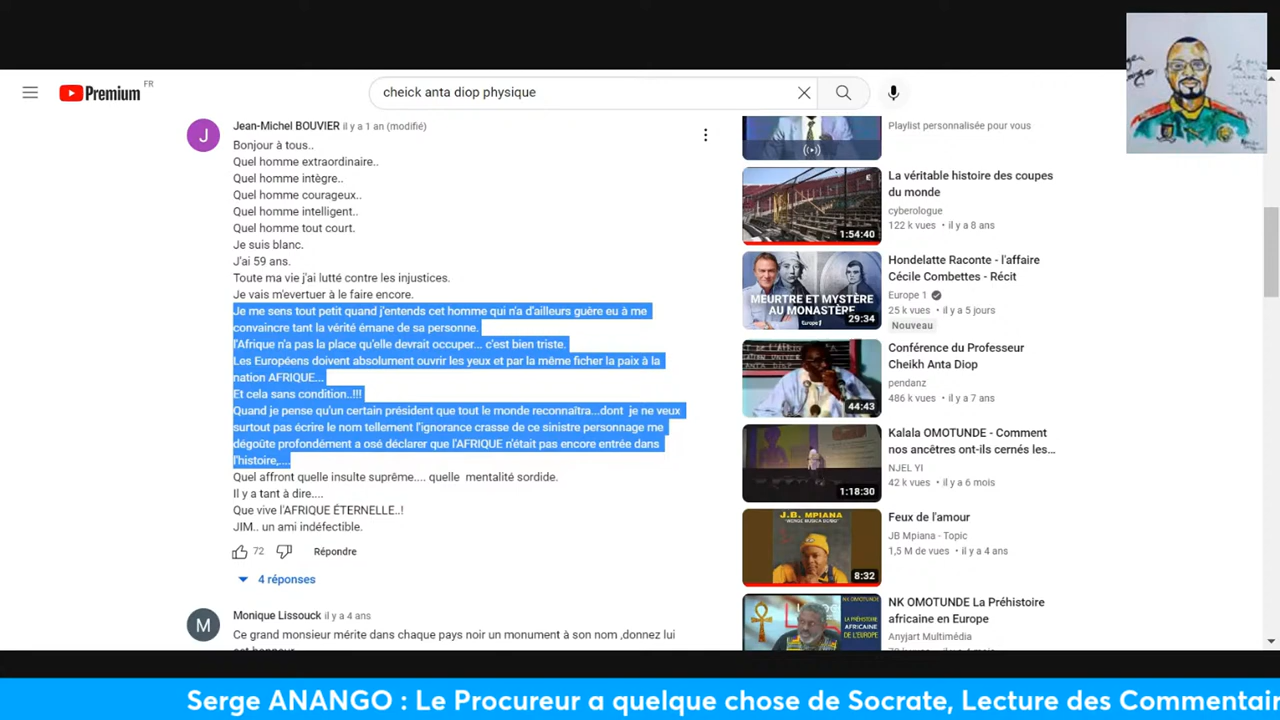 Premium
FR
cheick anta diop physique
J
Jean-Michel BOUVIER il y a 1 an (modifié)
Bonjour à tous..
Quel homme extraordinaire..
Quel homme intègre..
Quel homme courageux..
Quel homme intelligent..
Quel homme tout court.
Je suis blanc.
J'ai 59 ans.
Toute ma vie j'ai lutté contre les injustices.
Je vais m'evertuer à le faire encore.
Je me sens tout petit quand j'entends cet homme qui n'a d'ailleurs guère eu à me
convaincre tant la vérité émane de sa personne.
l'Afrique n'a pas la place qu'elle devrait occuper... c'est bien triste.
Les Européens doivent absolument ouvrir les yeux et par la même ficher la paix à la
nation AFRIQUE...
Et cela sans condition..!!!
Quand je pense qu'un certain président que tout le monde reconnaîtra...dont je ne veux
surtout pas écrire le nom tellement l'ignorance crasse de ce sinistre personnage me
dégoûte profondément a osé déclarer que l'AFRIQUE n'était pas encore entrée dans
l'histoire,....
Quel affront quelle insulte suprême.... quelle mentalité sordide.
Il y a tant à dire....
Que vive l'AFRIQUE ÉTERNELLE..!
JIM.. un ami indéfectible.
72
Répondre
4 réponses
M
Monique Lissouck il y a 4 ans
Ce grand monsieur mérite dans chaque pays noir un monument à son nom ,donnez lui
Playlist personnalisée pour vous
La véritable histoire des coupes
du monde
cyberologue
122 k vues • il y a 8 ans
1:54:40
Hondelatte Raconte - l'affaire
Cécile Combettes - Récit
Europe 1
25 k vues • il y a 5 jours
Nouveau
MEURTRE ET MYSTÈRE
AU MONASTÈRE
Europe 1
29:34
Conférence du Professeur
Cheikh Anta Diop
pendanz
486 k vues • il y a 7 ans
44:43
Kalala OMOTUNDE - Comment
nos ancêtres ont-ils cernés les...
NJEL YI
42 k vues • il y a 6 mois
1:18:30
Feux de l'amour
JB Mpiana - Topic
1,5 M de vues • il y a 4 ans
J.B. MPIANA
8:32
NK OMOTUNDE La Préhistoire
africaine en Europe
Anyjart Multimédia
NK OMOTUNDE
LA PRÉHISTOIRE
AFRICAINE
DE L'EUROPE
Serge ANANGO : Le Procureur a quelque chose de Socrate, Lecture des Commentair